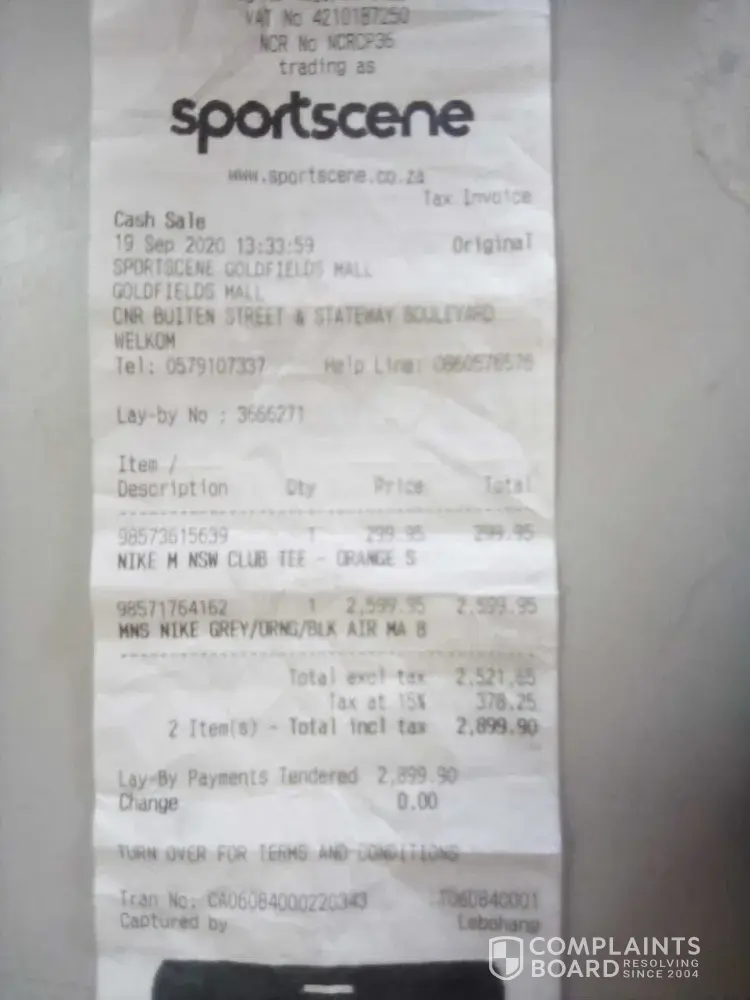 VAT No 4210187250
NCR No NCRCP36
trading as
sportscene
www.sportscene.co.za
Tax Invoice
Cash Sale
19 Sep 2020 13:33:59 Original
SPORTSCENE GOLDFIELDS MALL
GOLDFIELDS MALL
CNR BUITEN STREET & STATEWAY BOULEVARD
WELKOM
Tel: 0579107337 Help Line: 0860576576
Lay-by No : 3666271
Item /
Description Qty Price Total
98573615639 1 299.95 299.95
NIKE M NSW CLUB TEE - ORANGE S
98571764162 1 2,599.95 2,599.95
MNS NIKE GREY/ORNG/BLK AIR MA 8
Total excl tax 2,521.65
Tax at 15% 378.25
2 Item(s) - Total incl tax 2,899.90
Lay-By Payments Tendered 2,899.90
Change 0.00
TURN OVER FOR TERMS AND CONDITIONS
Tran No: CA06084000220343 T060840001
Captured by Lebohang
COMPLAINTS
BOARD RESOLVING SINCE 2004